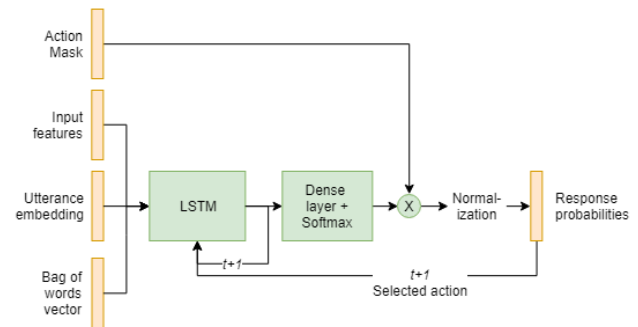 Action
Mask
Input
features
Utterance
embedding
Bag of
words
vector
LSTM
t+1
Dense
layer +
Softmax
X
Normal-
ization
Response
probabilities
t+1
Selected action